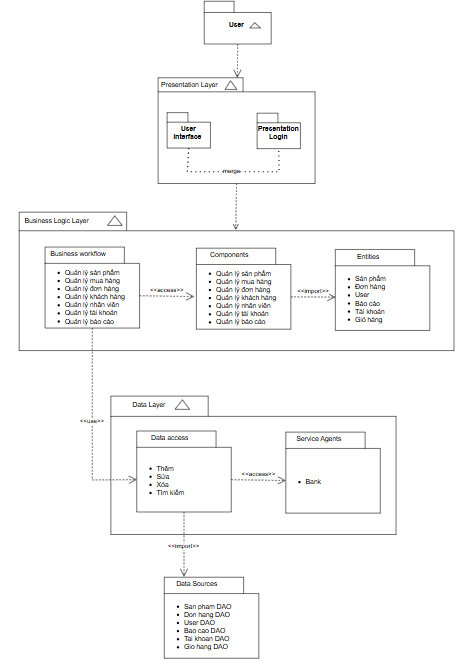 User
Presentation Layer
User
Interface
Presentation
Login
merge
Business Logic Layer
Business workflow
Quản lý sản phẩm
Quản lý mua hàng
Quản lý đơn hàng
Quản lý khách hàng
Quản lý nhân viên
Quản lý tài khoản
Quản lý báo cáo
<<access>>
Components
Quản lý sản phẩm
Quản lý mua hàng
Quản lý đơn hàng
Quản lý khách hàng
Quản lý nhân viên
Quản lý tài khoản
Quản lý báo cáo
<<import>>
Entities
Sản phẩm
Đơn hàng
User
Báo cáo
Tài khoản
Giỏ hàng
<<use>>
Data Layer
Data access
Thêm
Sửa
Xóa
Tìm kiếm
<<access>>
Service Agents
Bank
<<import>>
Data Sources
San pham DAO
Don hang DAO
User DAO
Bao cao DAO
Tai khoan DAO
Gio hang DAO